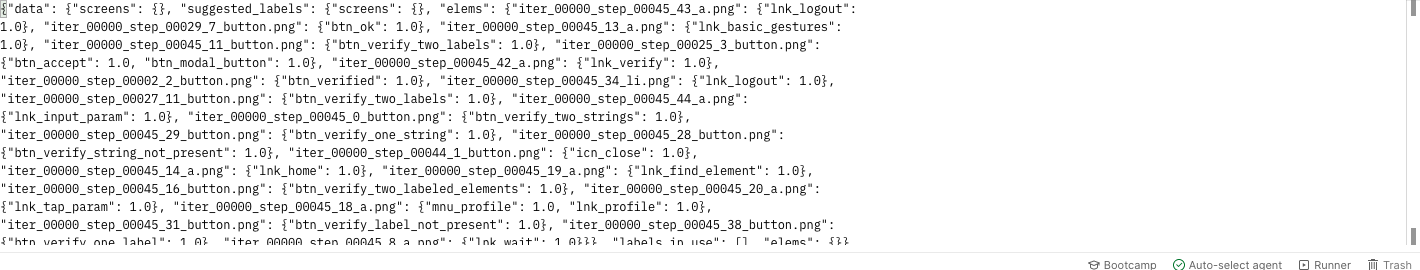 {"data": {"screens": {}, "suggested_labels": {"screens": {}, "elems": {"iter_00000_step_00045_43_a.png": {"lnk_logout":
1.0}, "iter_00000_step_00029_7_button.png": {"btn_ok": 1.0}, "iter_00000_step_00045_13_a.png": {"lnk_basic_gestures":
1.0}, "iter_00000_step_00045_11_button.png": {"btn_verify_two_labels": 1.0}, "iter_00000_step_00025_3_button.png":
{"btn_accept": 1.0, "btn_modal_button": 1.0}, "iter_00000_step_00045_42_a.png": {"lnk_verify": 1.0},
"iter_00000_step_00002_2_button.png": {"btn_verified": 1.0}, "iter_00000_step_00045_34_li.png": {"lnk_logout": 1.0},
"iter_00000_step_00027_11_button.png": {"btn_verify_two_labels": 1.0}, "iter_00000_step_00045_44_a.png":
{"lnk_input_param": 1.0}, "iter_00000_step_00045_0_button.png": {"btn_verify_two_strings": 1.0},
"iter_00000_step_00045_29_button.png": {"btn_verify_one_string": 1.0}, "iter_00000_step_00045_28_button.png":
{"btn_verify_string_not_present": 1.0}, "iter_00000_step_00044_1_button.png": {"icn_close": 1.0},
"iter_00000_step_00045_14_a.png": {"lnk_home": 1.0}, "iter_00000_step_00045_19_a.png": {"lnk_find_element": 1.0},
"iter_00000_step_00045_16_button.png": {"btn_verify_two_labeled_elements": 1.0}, "iter_00000_step_00045_20_a.png":
{"lnk_tap_param": 1.0}, "iter_00000_step_00045_18_a.png": {"mnu_profile": 1.0, "lnk_profile": 1.0},
"iter_00000_step_00045_31_button.png": {"btn_verify_label_not_present": 1.0}, "iter_00000_step_00045_38_button.png":
{"btn_verify_one_label": 1.0}, "iter_00000_step_00045_8_a.png": {"lnk_wait": 1.0}}}, "labels_in_use": [], "elems": {}}
Bootcamp Auto-select agent Runner Trash